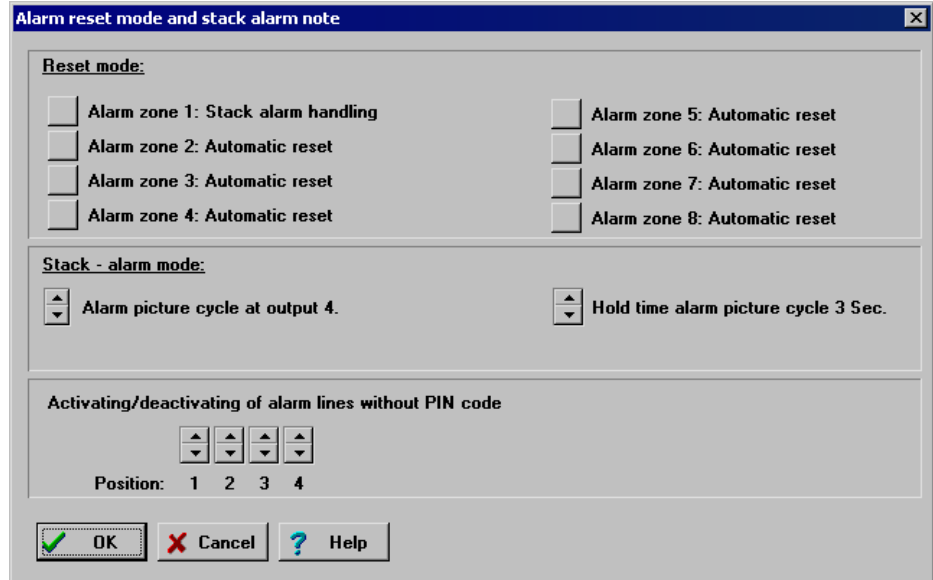 Alarm reset mode and stack alarm note
Reset mode:
Alarm zone 1: Stack alarm handling
Alarm zone 2: Automatic reset
Alarm zone 3: Automatic reset
Alarm zone 4: Automatic reset
Alarm zone 5: Automatic reset
Alarm zone 6: Automatic reset
Alarm zone 7: Automatic reset
Alarm zone 8: Automatic reset
Stack - alarm mode:
Alarm picture cycle at output 4.
Hold time alarm picture cycle 3 Sec.
Activating/deactivating of alarm lines without PIN code
Position: 1 2 3 4
OK
Cancel
Help